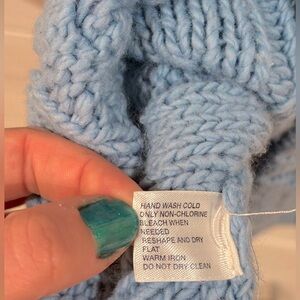 HAND WASH COLD
ONLY NON-CHLORINE
BLEACH WHEN
NEEDED
RESHAPE AND DRY
FLAT
WARM IRON
DO NOT DRY CLEAN